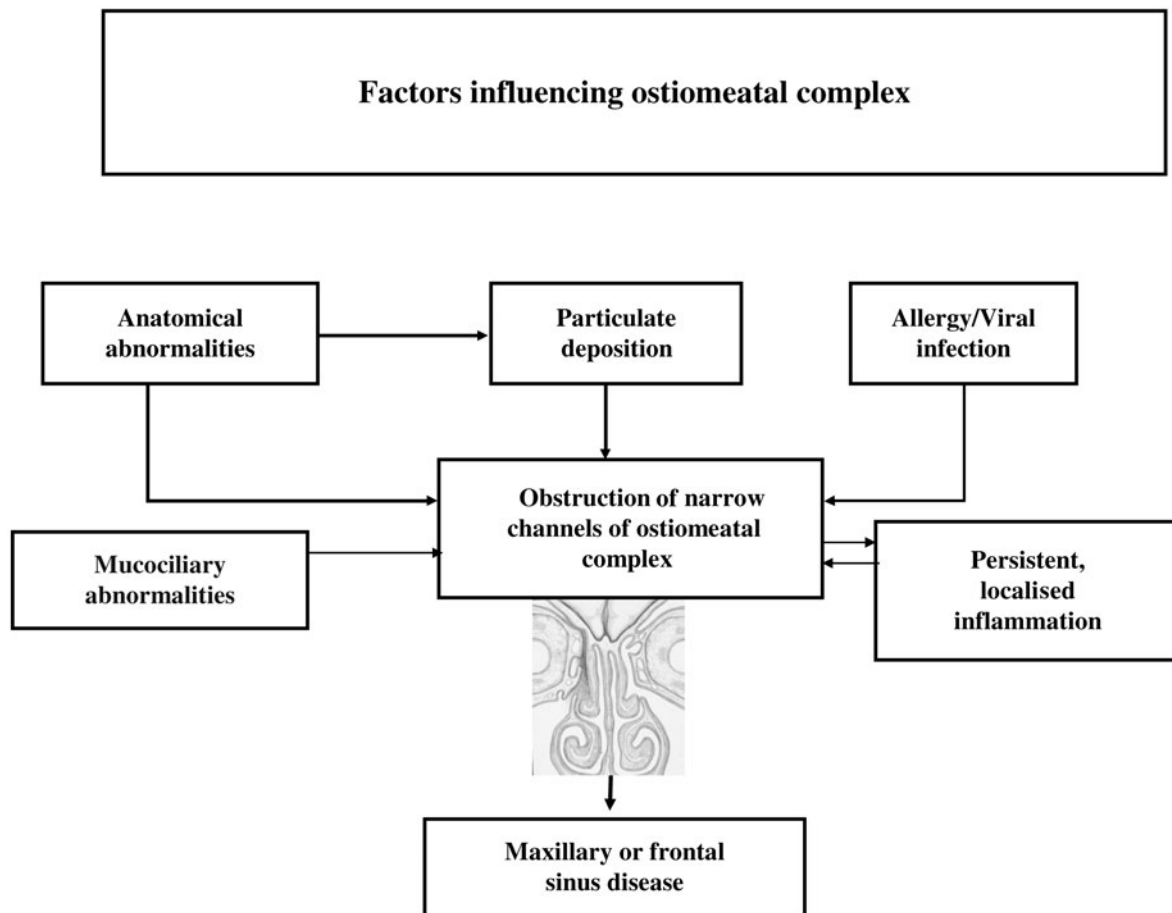 Factors influencing ostiomeatal complex
Anatomical
abnormalities
Particulate
deposition
Allergy/Viral
infection
Obstruction of narrow
channels of ostiomeatal
complex
Mucociliary
abnormalities
Persistent,
localised
inflammation
Maxillary or frontal
sinus disease